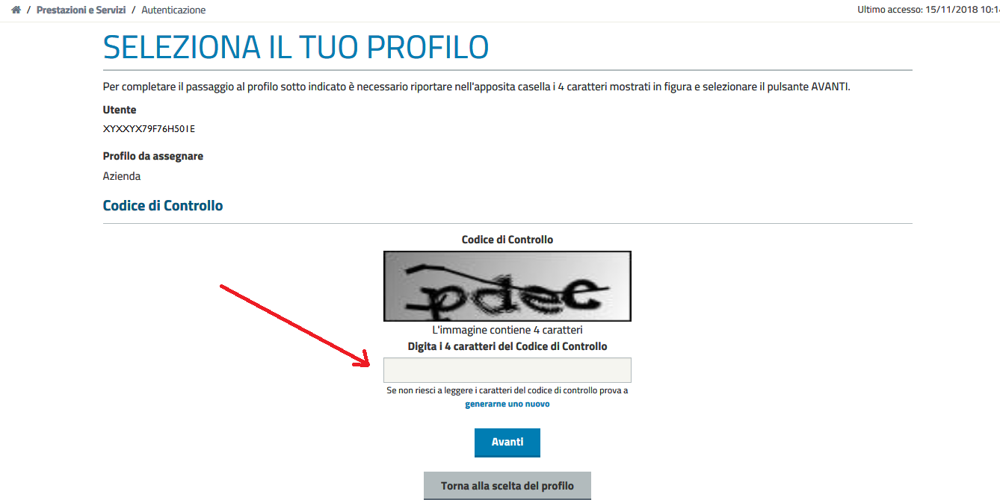 / Prestazioni e Servizi / Autenticazione
Ultimo accesso: 15/11/2018 10:1
SELEZIONA IL TUO PROFILO
Per completare il passaggio al profilo sotto indicato è necessario riportare nell'apposita casella i 4 caratteri mostrati in figura e selezionare il pulsante AVANTI.
Utente
XYXXYX79F76H501E
Profilo da assegnare
Azienda
Codice di Controllo
Codice di Controllo
L'immagine contiene 4 caratteri
Digita i 4 caratteri del Codice di Controllo
Se non riesci a leggere i caratteri del codice di controllo prova a
generarne uno nuovo
Avanti
Torna alla scelta del profilo